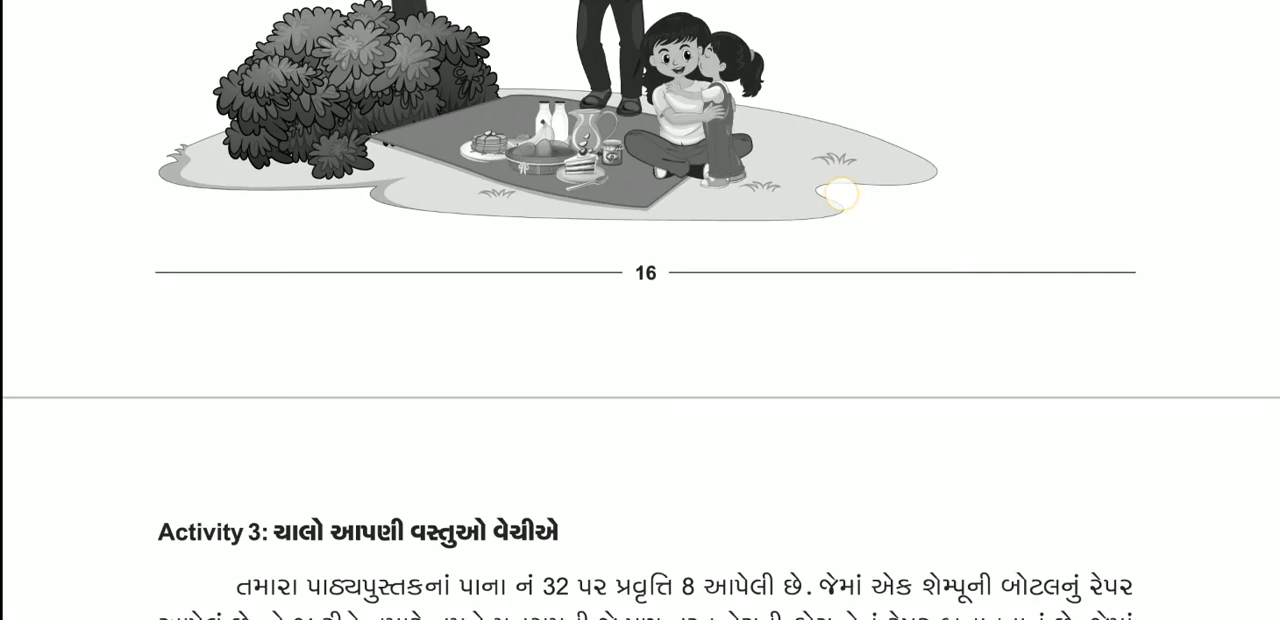 16
Activity 3: ચાલો આપણી વસ્તુઓ વેચીએ
તમારા પાઠ્યપુસ્તકનાં પાના નં 32 પર પ્રવૃત્તિ 8 આપેલી છે. જેમાં એક શેમ્પૂની બોટલનું રેપર